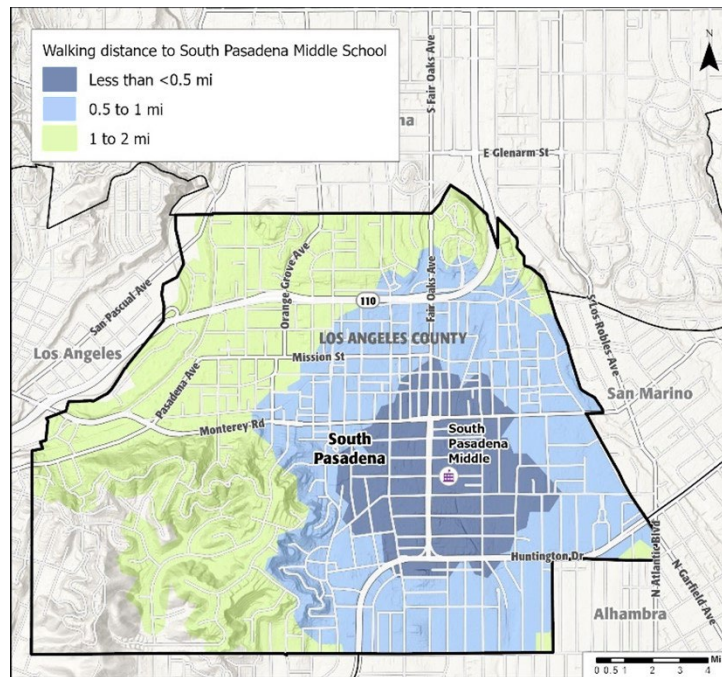 Walking distance to South Pasadena Middle School
Less than <0.5 mi
0.5 to 1 mi
1 to 2 mi
S Fair Oaks Ave
na
N
E Glenarm St
Orange Grove Ave
Fair Oaks Ave
110
San Pascual Ave
S Los Robles Ave
LOS ANGELES COUNTY
Los Angeles
Mission St
Pasadena Ave
San Marino
Monterey Rd
South
Pasadena
South
Pasadena
Middle
Huntington Dr
N Atlantic Blvd
N Garfield Ave
Alhambra
0 0.5 1
2
3
4
Mi